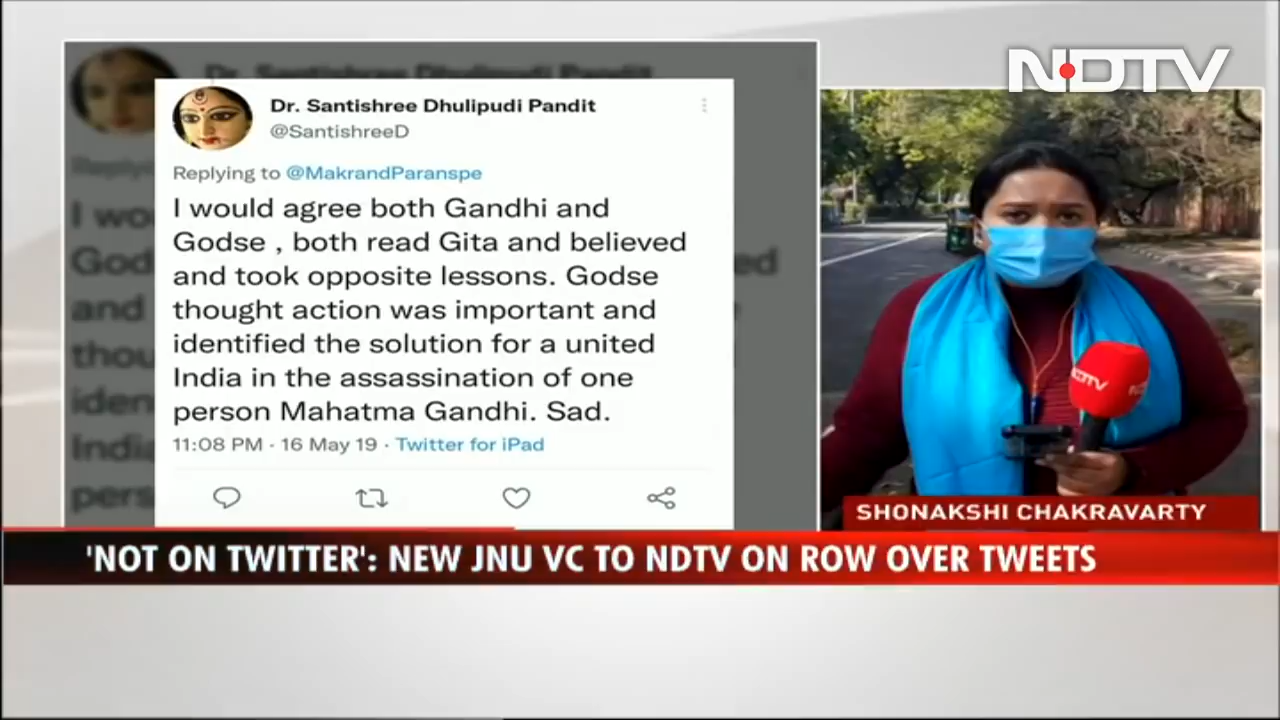 NDTV
Dr. Santishree Dhulipudi Pandit
@SantishreeD
Replying to @MakrandParanspe
I would agree both Gandhi and
Godse , both read Gita and believed
and took opposite lessons. Godse
thought action was important and
identified the solution for a united
India in the assassination of one
person Mahatma Gandhi. Sad.
11:08 PM · 16 May 19 · Twitter for iPad
NDTV
SHONAKSHI CHAKRAVARTY
'NOT ON TWITTER': NEW JNU VC TO NDTV ON ROW OVER TWEETS